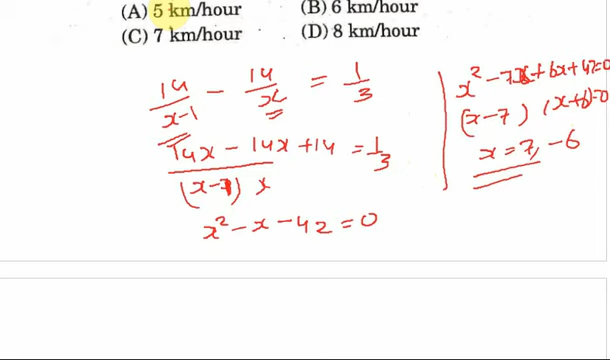 (A) 5 km/hour (B) 6 km/hour
(C) 7 km/hour (D) 8 km/hour
14/x-1 - 14/x = 1/3
14x - 14x + 14/(x-1) x = 1/3
x² - x - 42 = 0
x² - 7x + 6x + 42 = 0
(x-7) (x+6) = 0
x = 7, -6